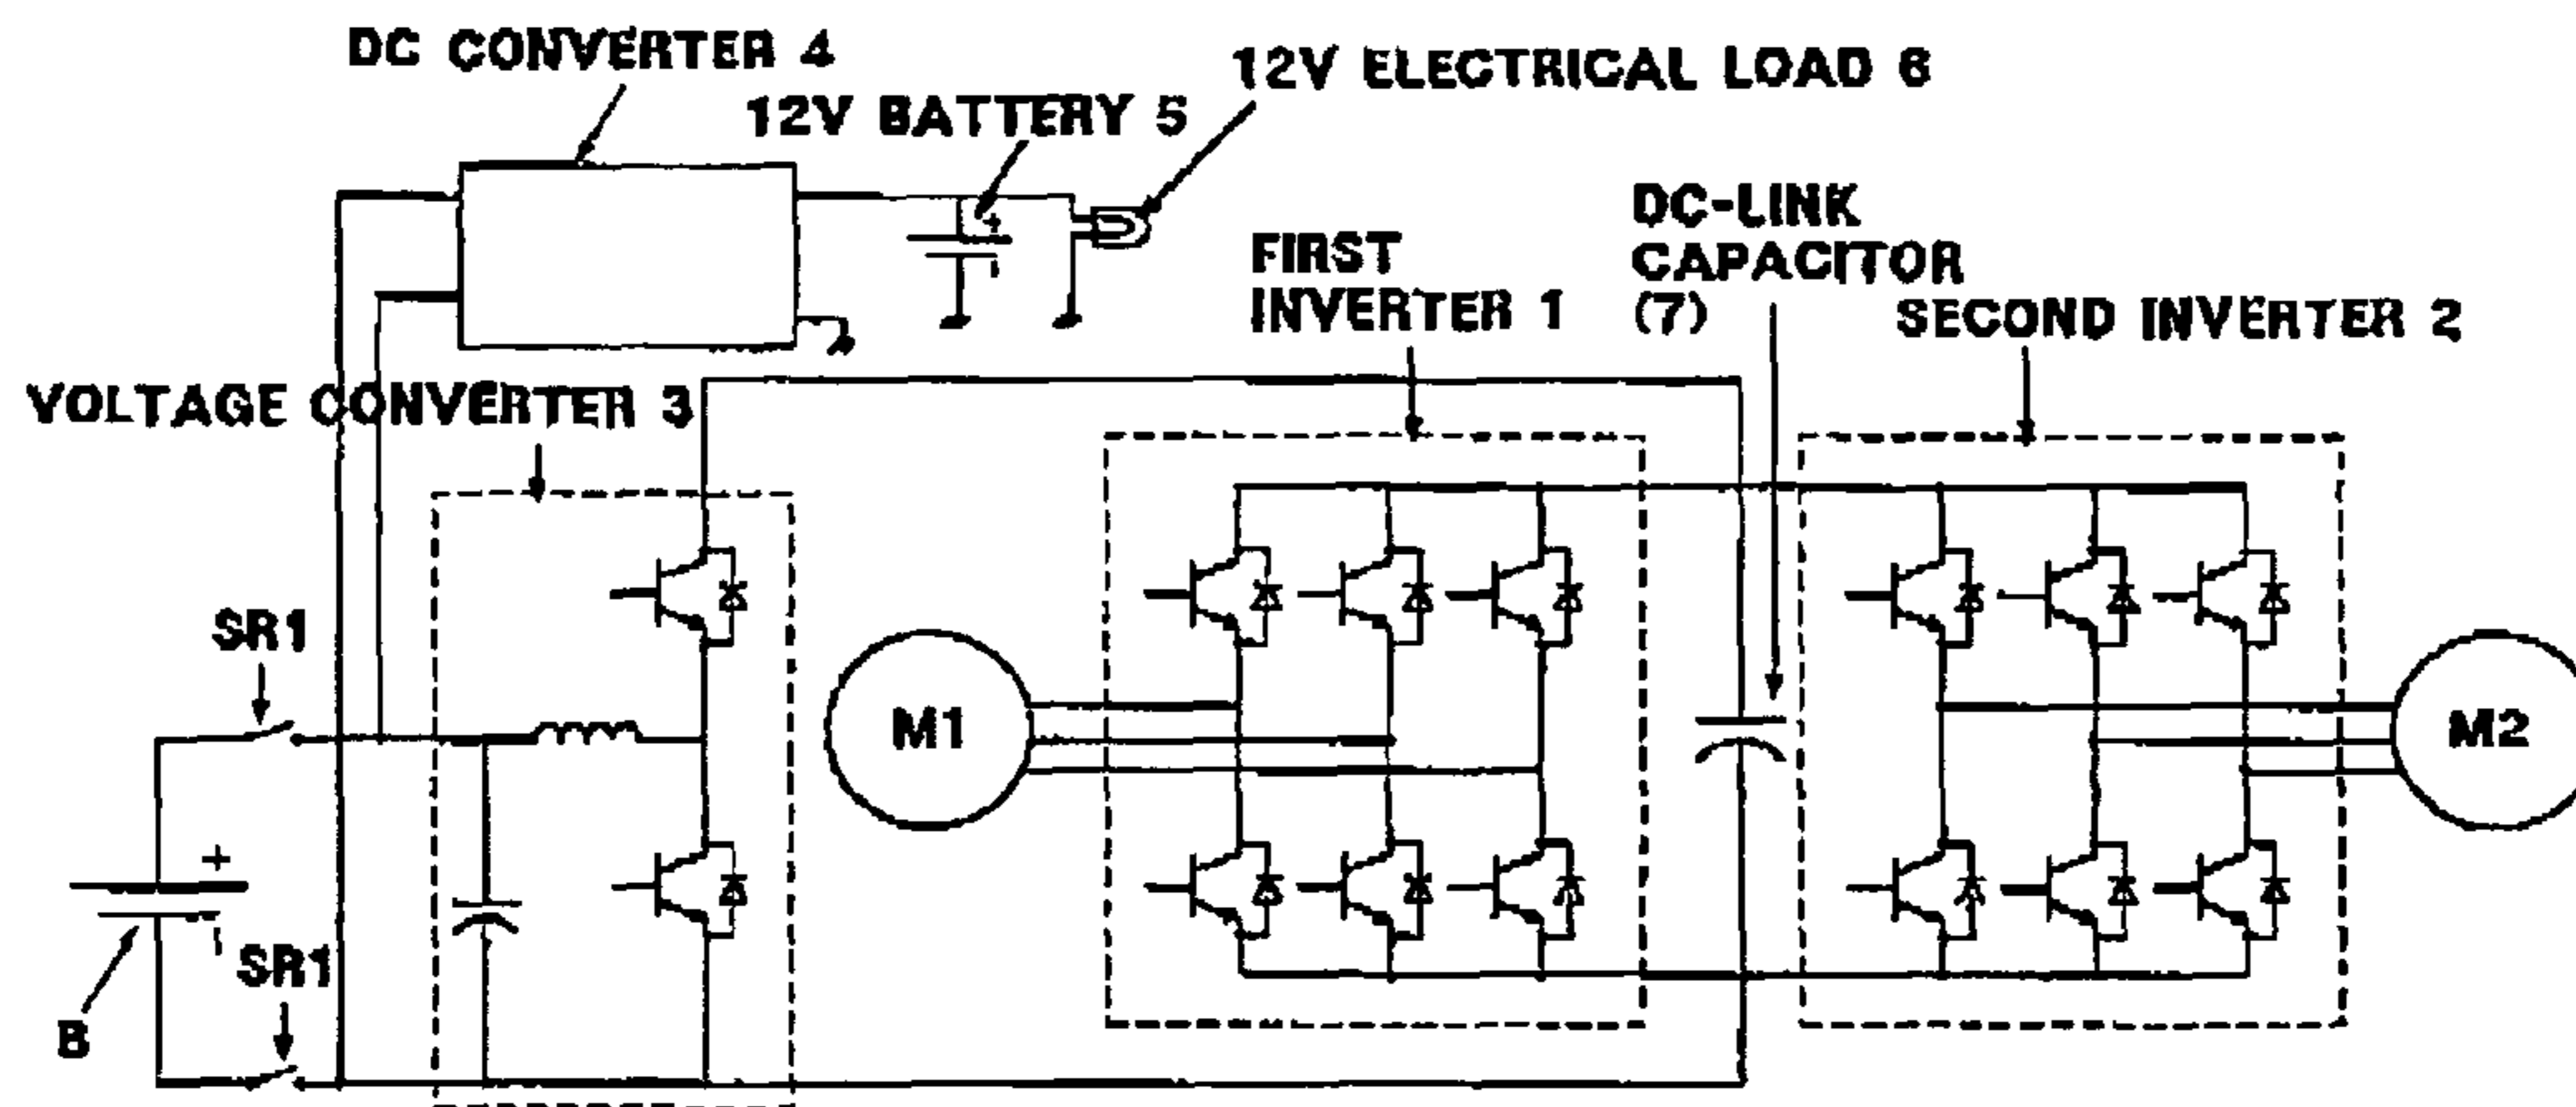 DC CONVERTER 4
12V BATTERY 5
12V ELECTRICAL LOAD 6
+
-
DC-LINK
CAPACITOR
(7)
FIRST
INVERTER 1
SECOND INVERTER 2
VOLTAGE CONVERTER 3
SR1
M1
M2
+
-
SR1
B